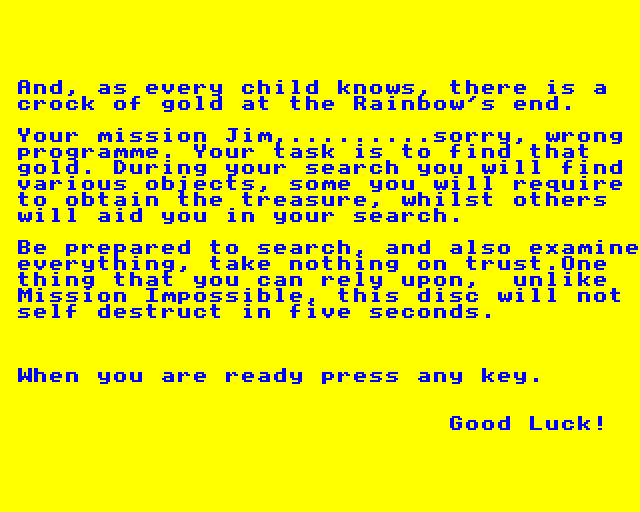 And, as every child knows, there is a
crock of gold at the Rainbow's end.
Your mission Jim..........sorry, wrong
programme. Your task is to find that
gold. During your search you will find
various objects, some you will require
to obtain the treasure, whilst others
will aid you in your search.
Be prepared to search, and also examine
everything, take nothing on trust.One
thing that you can rely upon,  unlike
Mission Impossible, this disc will not
self destruct in five seconds.
When you are ready press any key.
Good Luck!